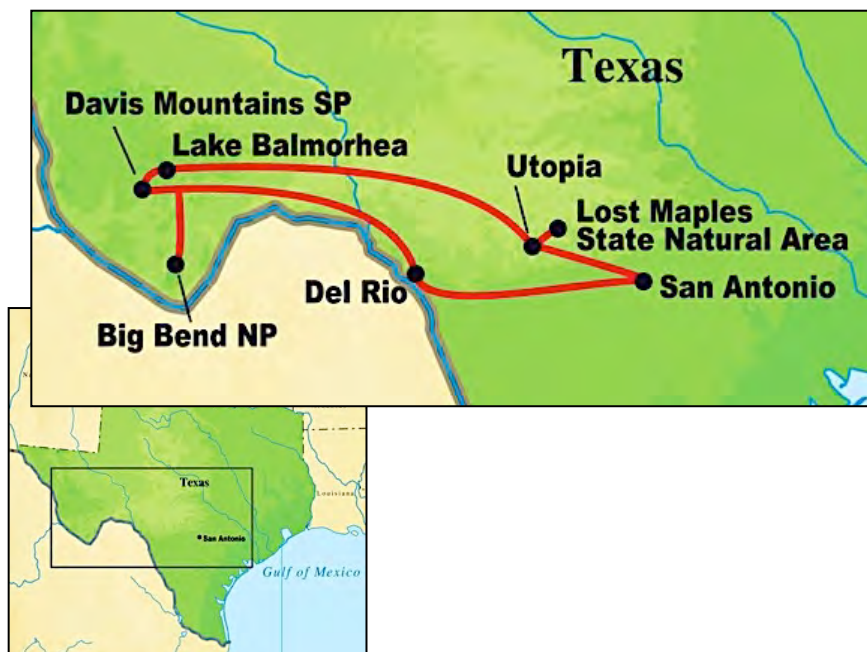 Texas
Davis Mountains SP
Lake Balmorhea
Utopia
Lost Maples
State Natural Area
Del Rio
San Antonio
Big Bend NP
Texas
Louisiana
San Antonio
Gulf of Mexico